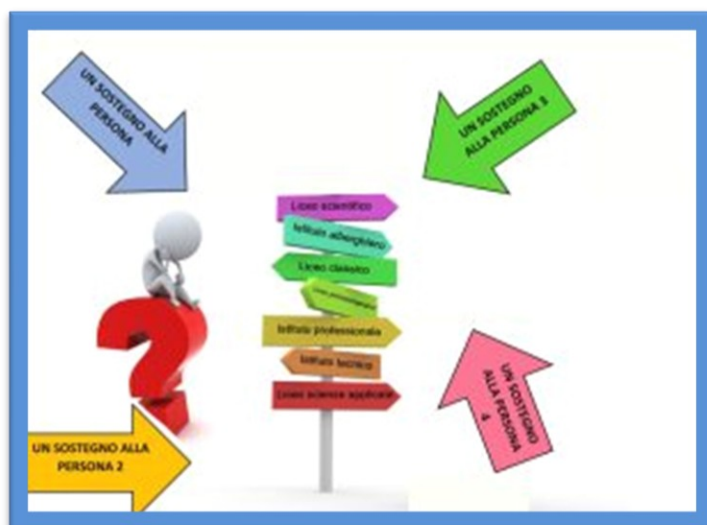 UN SOSTEGNO ALLA
PERSONA
UN SOSTEGNO
ALLA PERSONA 3
Liceo scientifico
Istituto alberghiero
Liceo classico
Istituto professionale
Istituto tecnico
Liceo scienze applicate
UN SOSTEGNO
ALLA PERSONA
4
UN SOSTEGNO ALLA
PERSONA 2